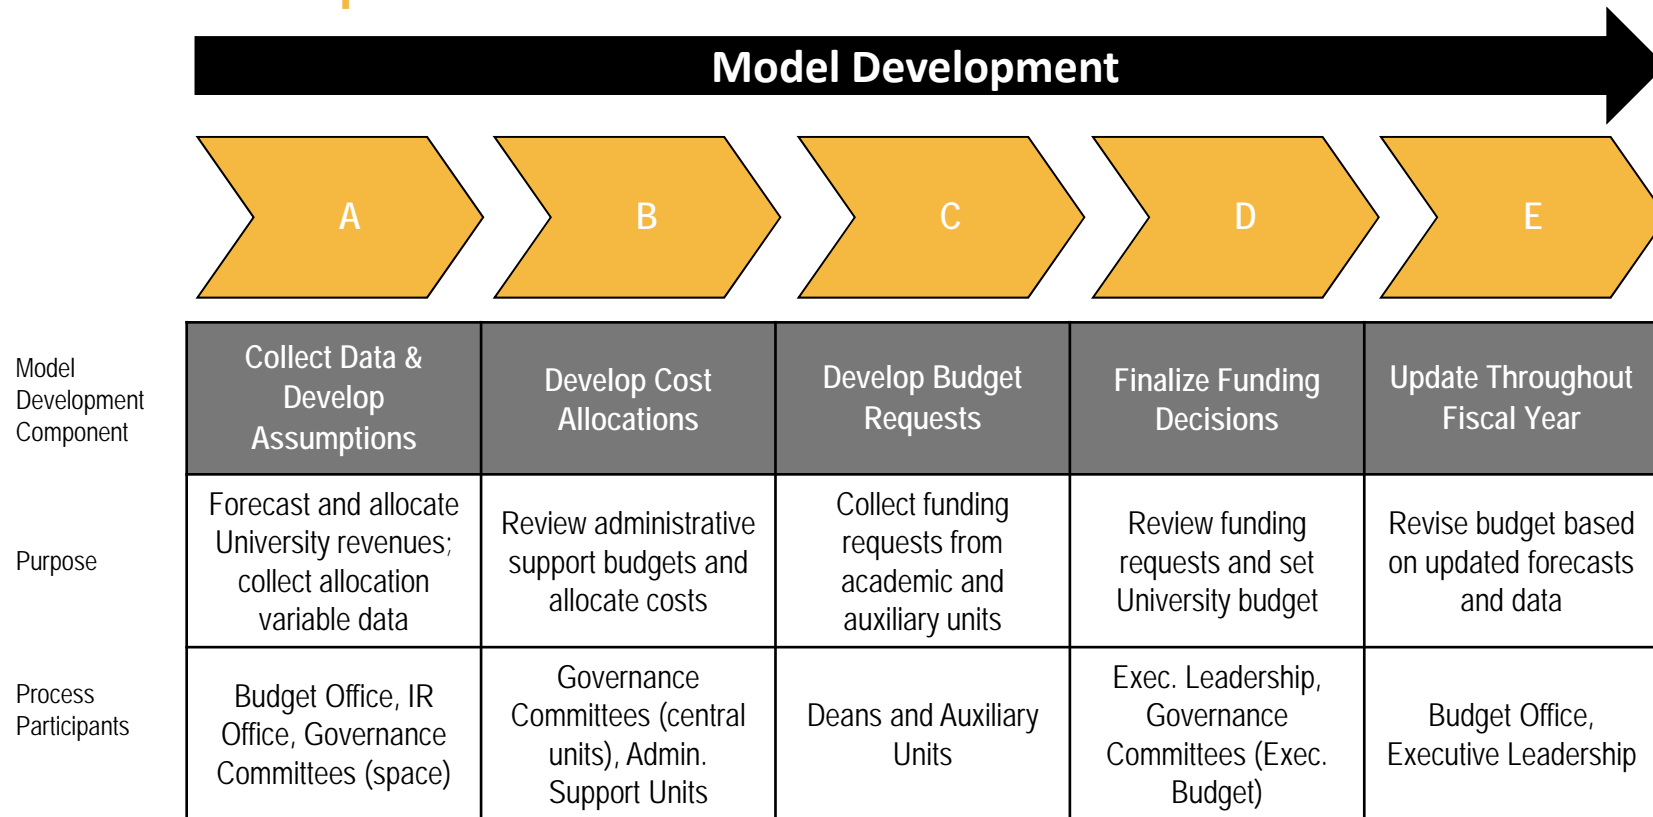 Model Development
A
B
C
D
E
Model
Development
Component
Collect Data &
Develop
Assumptions
Develop Cost
Allocations
Develop Budget
Requests
Finalize Funding
Decisions
Update Throughout
Fiscal Year
Purpose
Forecast and allocate
University revenues;
collect allocation
variable data
Review administrative
support budgets and
allocate costs
Collect funding
requests from
academic and
auxiliary units
Review funding
requests and set
University budget
Revise budget based
on updated forecasts
and data
Process
Participants
Budget Office, IR
Office, Governance
Committees (space)
Governance
Committees (central
units), Admin.
Support Units
Deans and Auxiliary
Units
Exec. Leadership,
Governance
Committees (Exec.
Budget)
Budget Office,
Executive Leadership